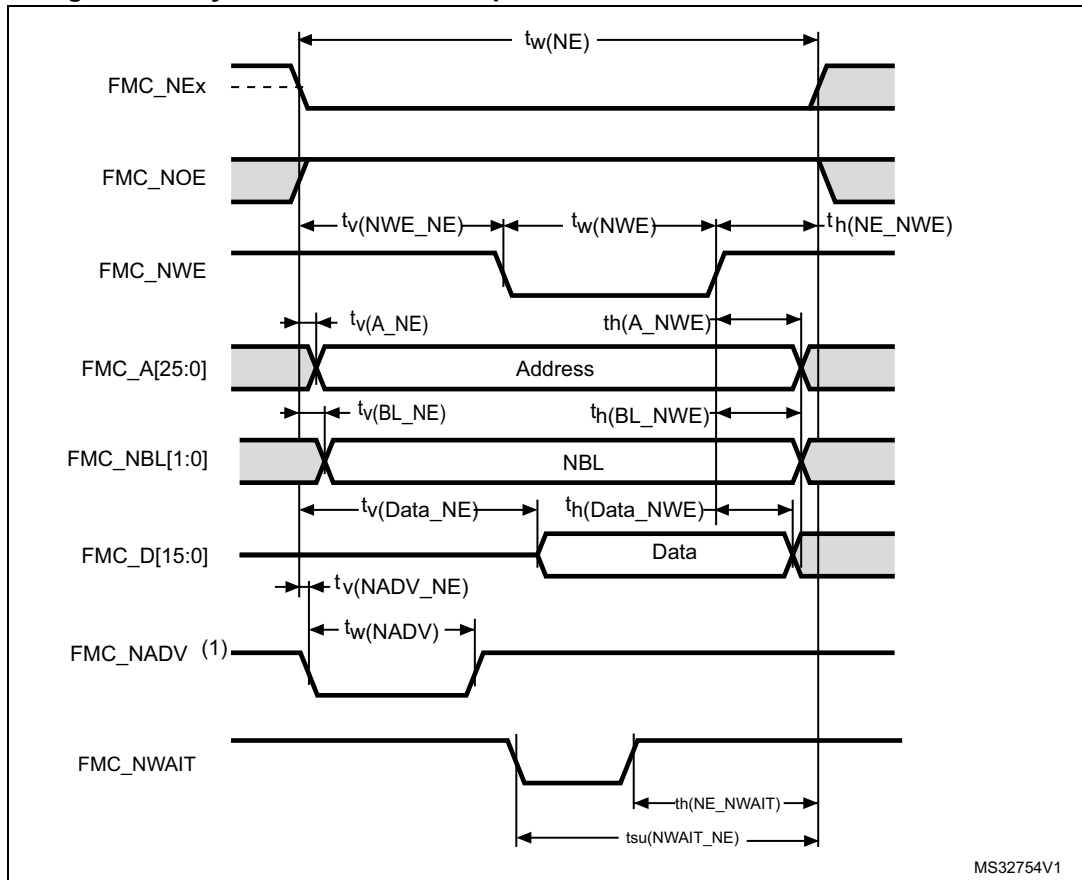 tw(NE)
FMC_NEx
FMC_NOE
tv(NWE_NE) tw(NWE) th(NE_NWE)
FMC_NWE
tv(A_NE) th(A_NWE)
FMC_A[25:0] Address
tv(BL_NE) th(BL_NWE)
FMC_NBL[1:0] NBL
tv(Data_NE) th(Data_NWE)
FMC_D[15:0] Data
tv(NADV_NE)
tw(NADV)
FMC_NADV (1)
FMC_NWAIT
th(NE_NWAIT)
tsu(NWAIT_NE)
MS32754V1